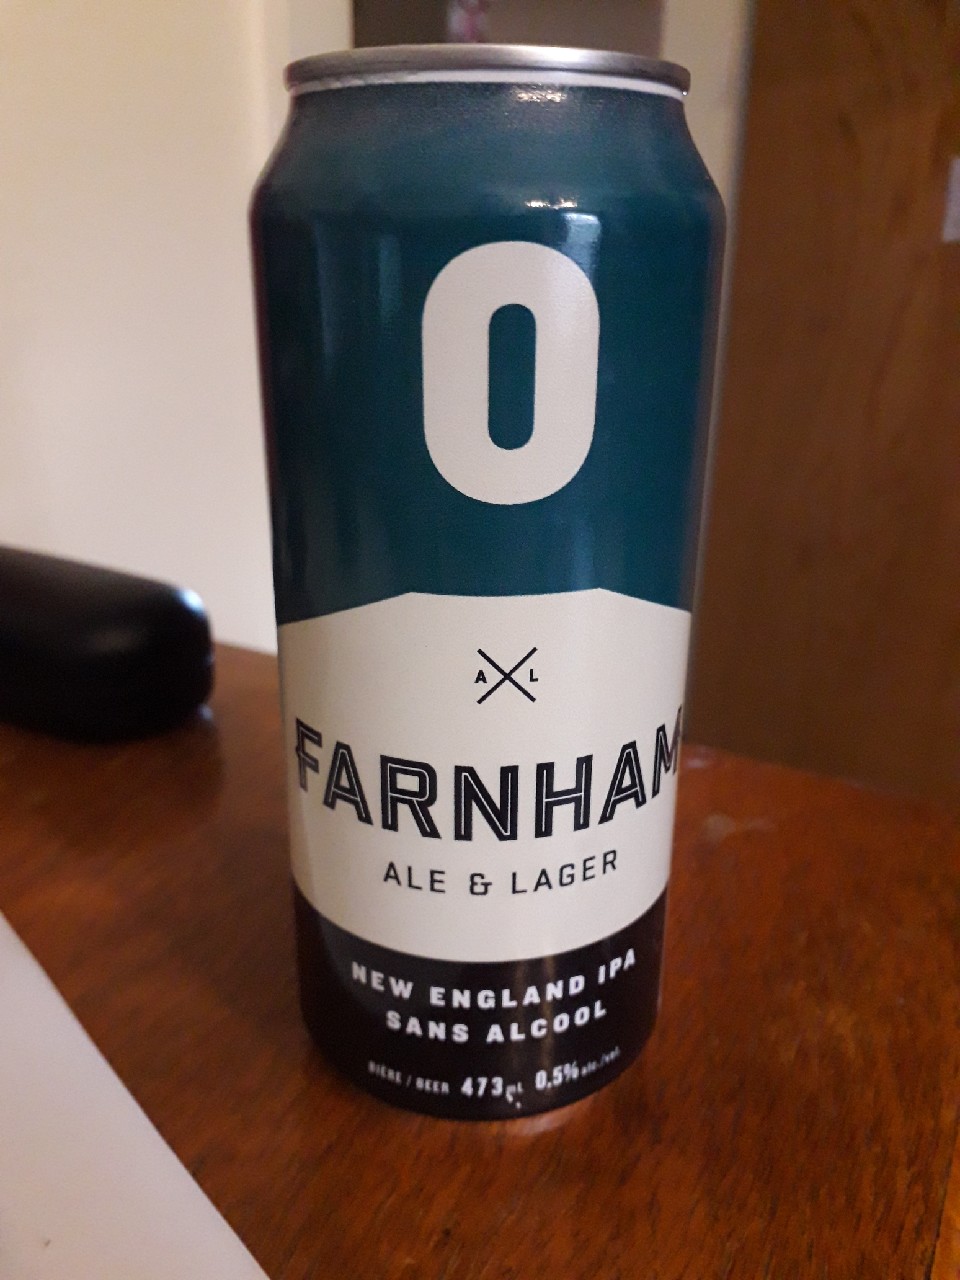 0
A L
FARNHAM
ALE & LAGER
NEW ENGLAND IPA
SANS ALCOOL
BIÈRE / BEER 473 mL 0.5% alc./vol.